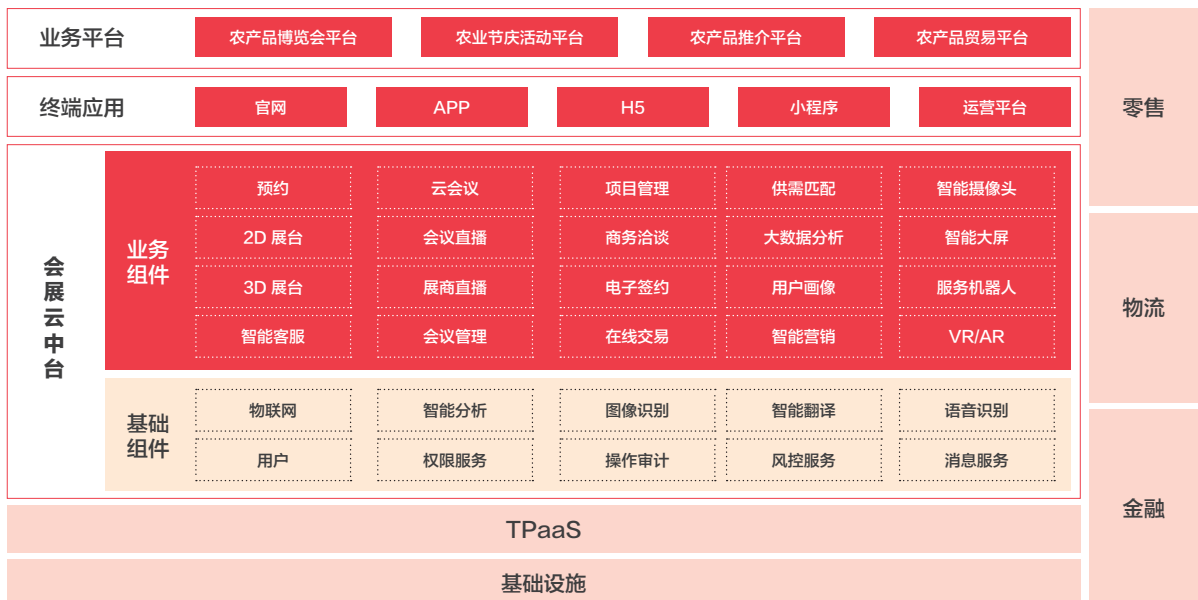 业务平台
农产品博览会平台
农业节庆活动平台
农产品推介平台
农产品贸易平台
终端应用
官网
APP
H5
小程序
运营平台
会
展
云
中
台
业务
组件
预约
云会议
项目管理
供需匹配
智能摄像头
2D 展台
会议直播
商务洽谈
大数据分析
智能大屏
3D 展台
展商直播
电子签约
用户画像
服务机器人
智能客服
会议管理
在线交易
智能营销
VR/AR
基础
组件
物联网
智能分析
图像识别
智能翻译
语音识别
用户
权限服务
操作审计
风控服务
消息服务
TPaaS
基础设施
零售
物流
金融